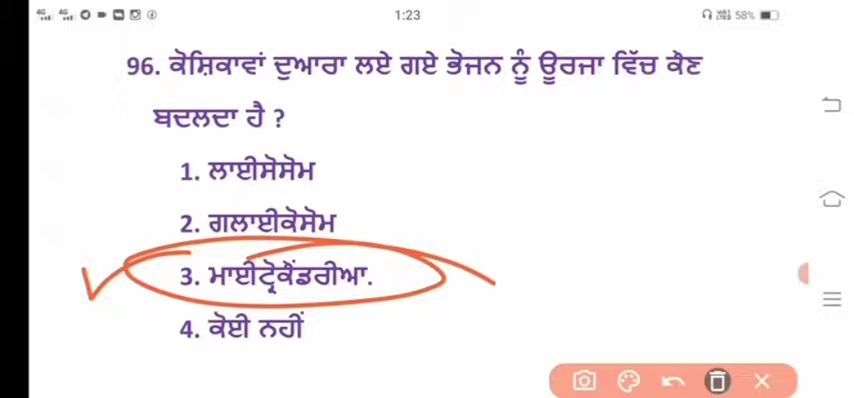 1:23
58%
96. ਕੋਸ਼ਿਕਾਵਾਂ ਦੁਆਰਾ ਲਏ ਗਏ ਭੋਜਨ ਨੂੰ ਊਰਜਾ ਵਿੱਚ ਕੈਣ
ਬਦਲਦਾ ਹੈ ?
1. ਲਾਈਸੋਸੋਮ
2. ਗਲਾਈਕੋਸੋਮ
3. ਮਾਈਟ੍ਰੋਕੈਂਡਰੀਆ.
4. ਕੋਈ ਨਹੀਂ